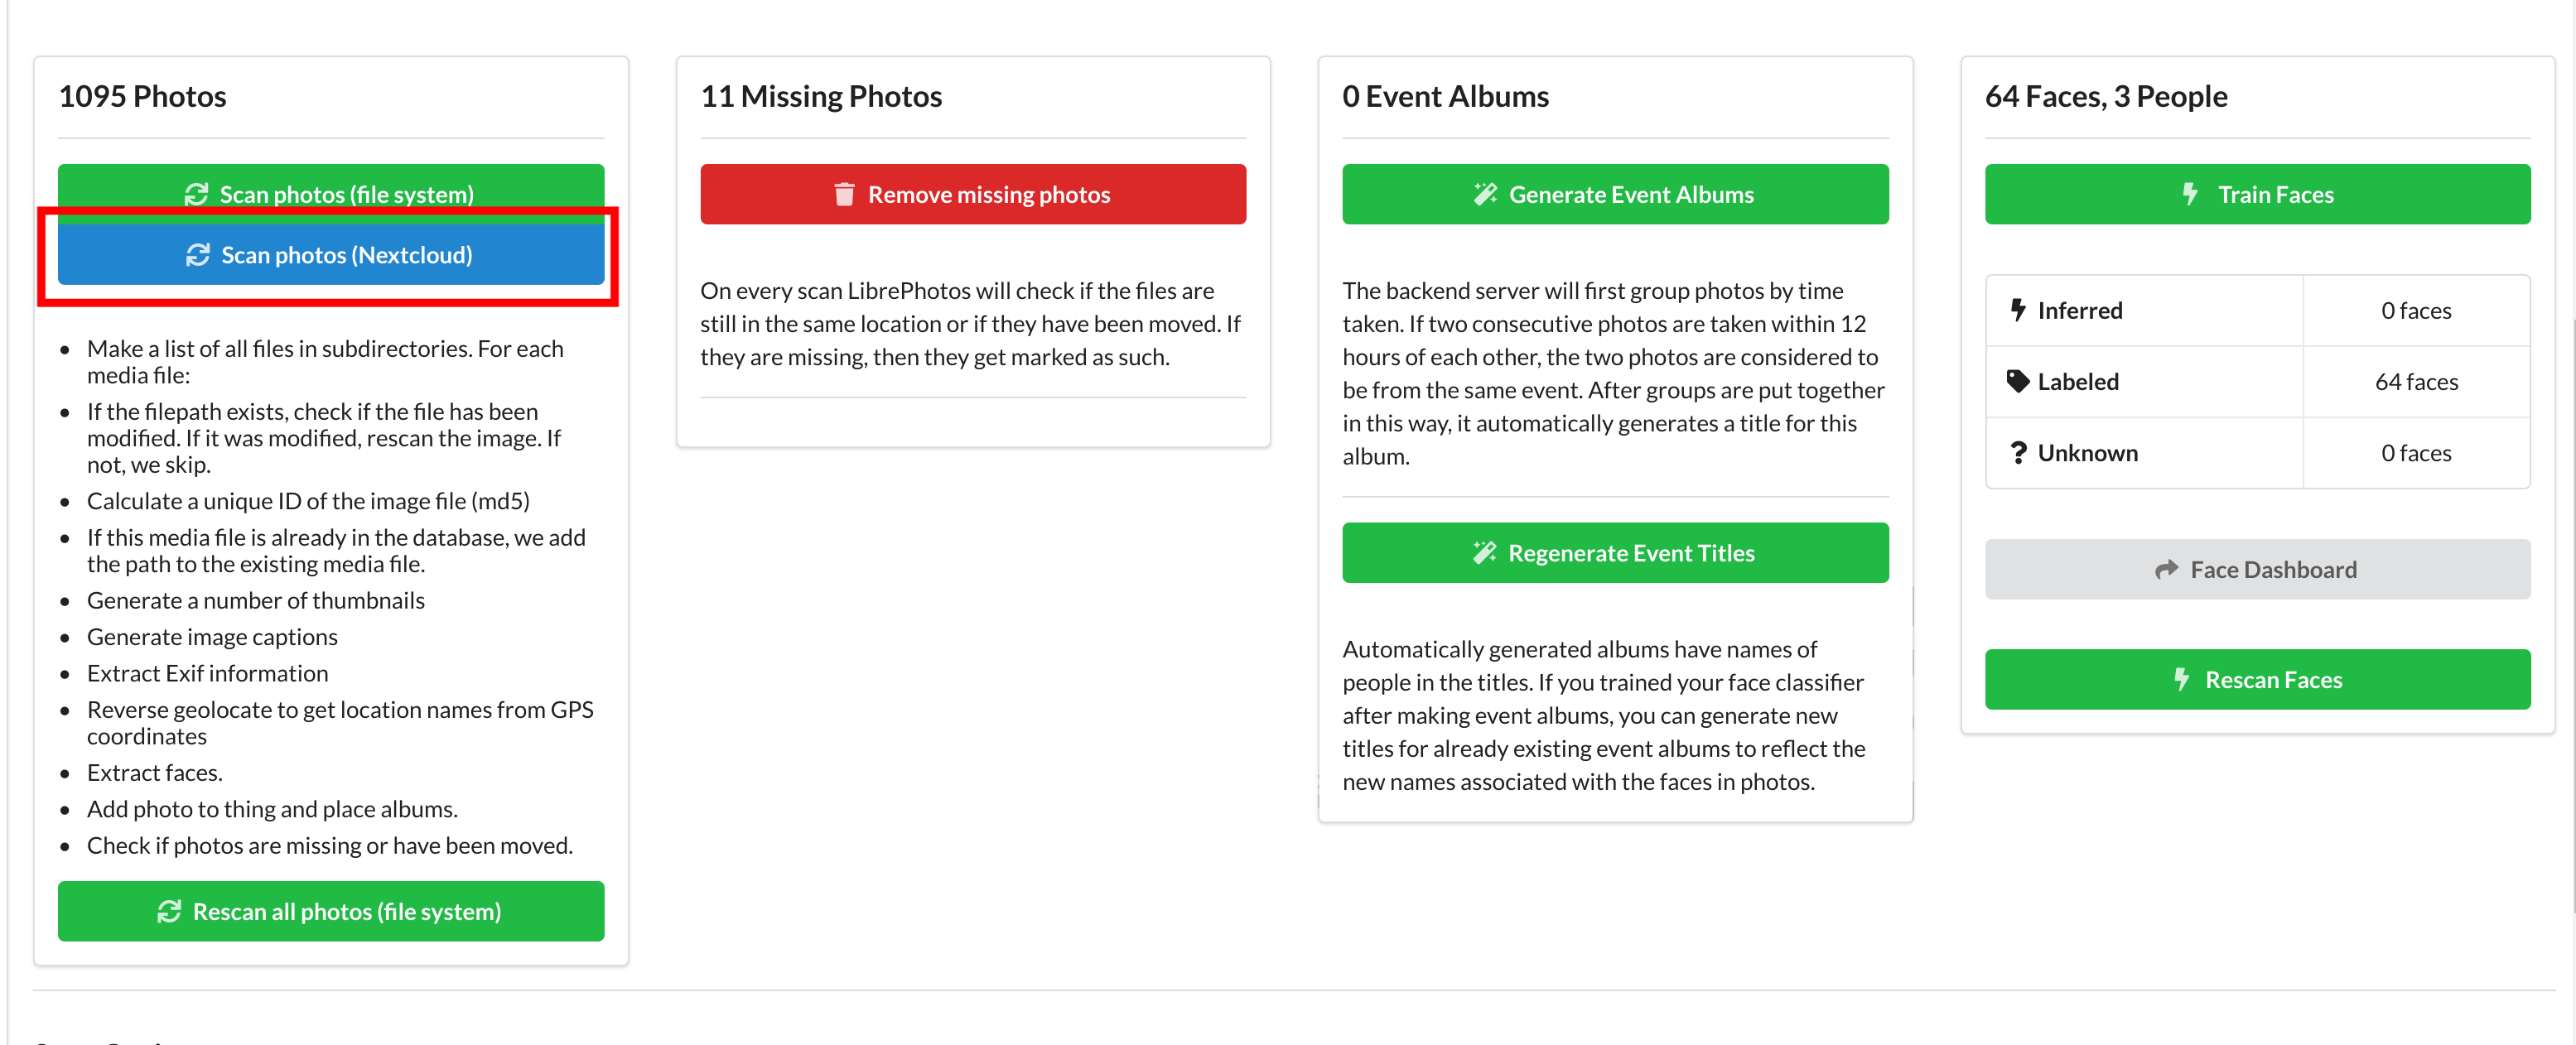 1095 Photos
Scan photos (file system)
Scan photos (Nextcloud)
Make a list of all files in subdirectories. For each
media file:
If the filepath exists, check if the file has been
modified. If it was modified, rescan the image. If
not, we skip.
Calculate a unique ID of the image file (md5)
If this media file is already in the database, we add
the path to the existing media file.
Generate a number of thumbnails
Generate image captions
Extract Exif information
Reverse geolocate to get location names from GPS
coordinates
Extract faces.
Add photo to thing and place albums.
Check if photos are missing or have been moved.
Rescan all photos (file system)
11 Missing Photos
Remove missing photos
On every scan LibrePhotos will check if the files are
still in the same location or if they have been moved. If
they are missing, then they get marked as such.
0 Event Albums
Generate Event Albums
The backend server will first group photos by time
taken. If two consecutive photos are taken within 12
hours of each other, the two photos are considered to
be from the same event. After groups are put together
in this way, it automatically generates a title for this
album.
Regenerate Event Titles
Automatically generated albums have names of
people in the titles. If you trained your face classifier
after making event albums, you can generate new
titles for already existing event albums to reflect the
new names associated with the faces in photos.
64 Faces, 3 People
Train Faces
Inferred 0 faces
Labeled 64 faces
Unknown 0 faces
Face Dashboard
Rescan Faces